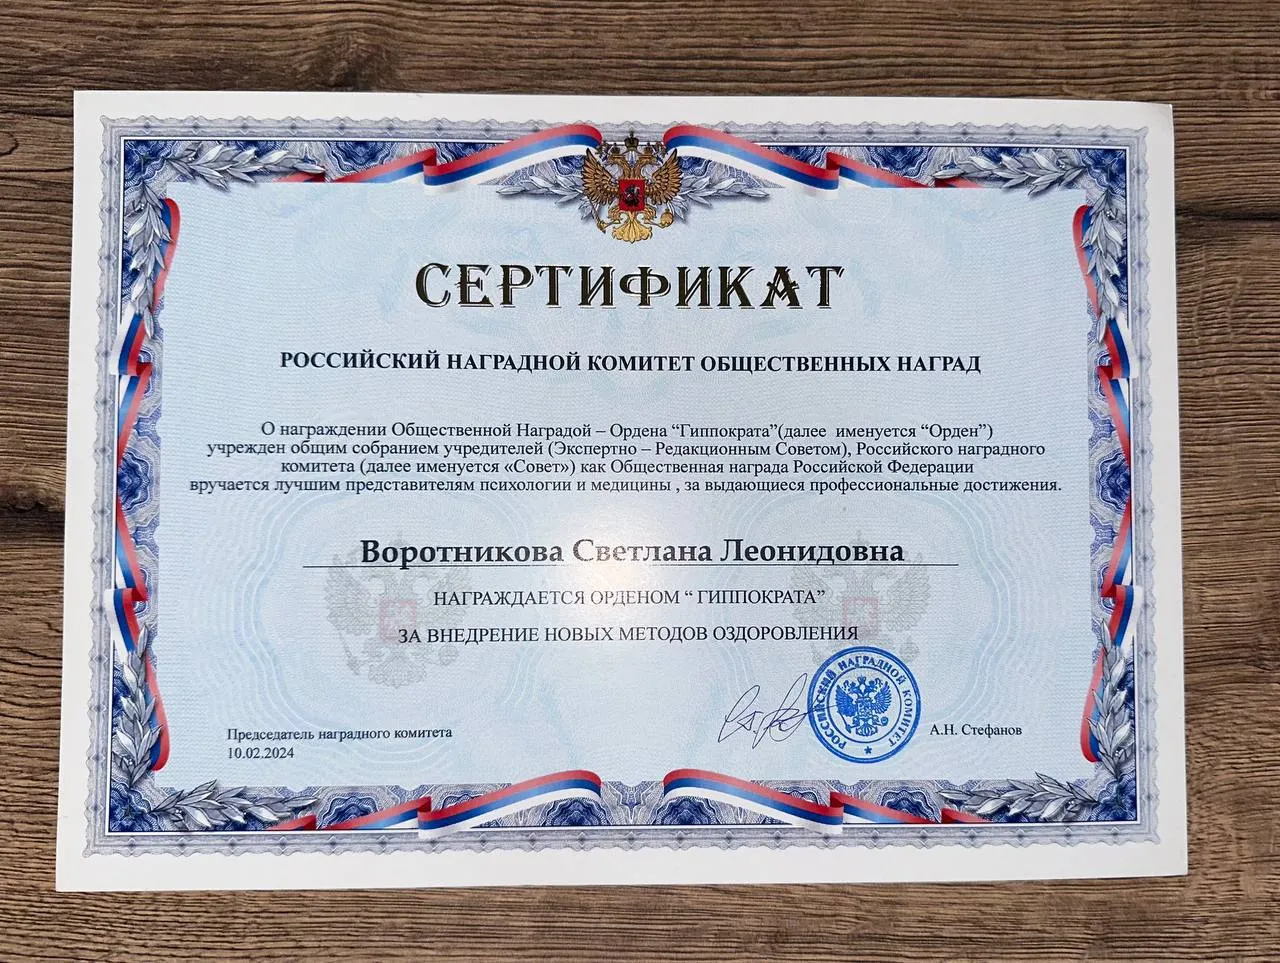 СЕРТИФИКАТ
РОССИЙСКИЙ НАГРАДНОЙ КОМИТЕТ ОБЩЕСТВЕННЫХ НАГРАД
О награждении Общественной Наградой – Ордена “Гиппократа”(далее именуется “Орден”)
учрежден общим собранием учредителей (Экспертно – Редакционным Советом), Российского наградного
комитета (далее именуется «Совет») как Общественная награда Российской Федерации
вручается лучшим представителям психологии и медицины , за выдающиеся профессиональные достижения.
Воротникова Светлана Леонидовна
НАГРАЖДАЕТСЯ ОРДЕНОМ “ ГИППОКРАТА”
ЗА ВНЕДРЕНИЕ НОВЫХ МЕТОДОВ ОЗДОРОВЛЕНИЯ
РОССИЙСКИЙ НАГРАДНОЙ КОМИТЕТ
Председатель наградного комитета
10.02.2024
А.Н. Стефанов